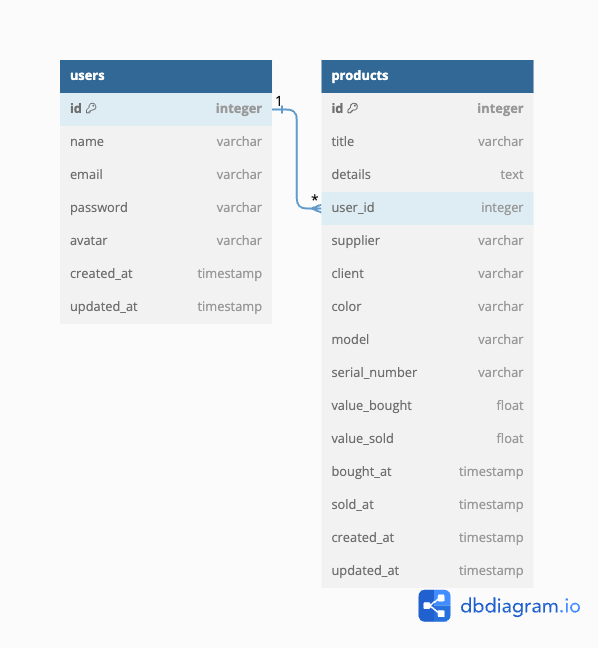 users
id integer
name varchar
email varchar
password varchar
avatar varchar
created_at timestamp
updated_at timestamp
1
*
products
id integer
title varchar
details text
user_id integer
supplier varchar
client varchar
color varchar
model varchar
serial_number varchar
value_bought float
value_sold float
bought_at timestamp
sold_at timestamp
created_at timestamp
updated_at timestamp
dbdiagram.io